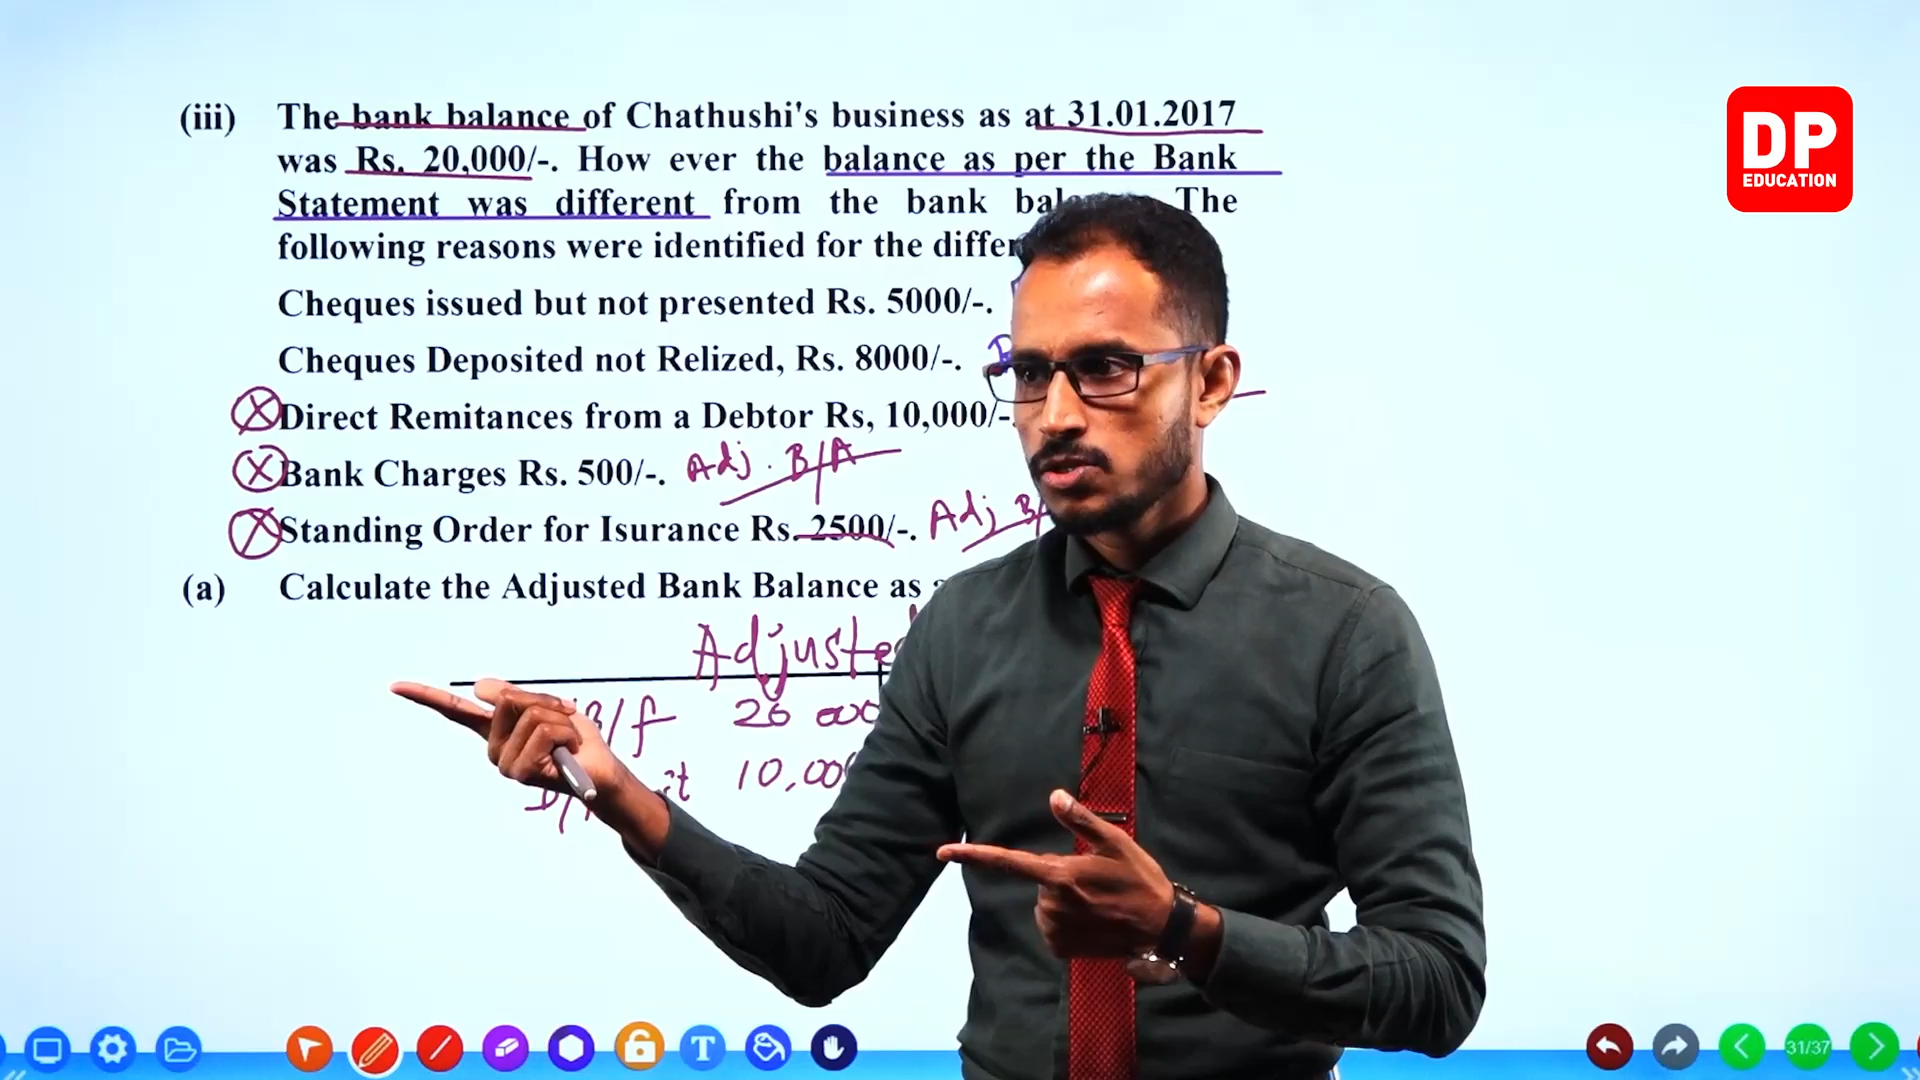 (iii) The bank balance of Chathushi's business as at 31.01.2017
was Rs. 20,000/-. How ever the balance as per the Bank
Statement was different from the bank The
following reasons were identified for the
Cheques issued but not presented Rs. 5000/-.
Cheques Deposited not Relized, Rs. 8000/-.
Direct Remitances from a Debtor Rs, 10,000/-
Bank Charges Rs. 500/-. Adj. B/A
Standing Order for Isurance Rs. 2500/-. Adj
(a) Calculate the Adjusted Bank Balance as
Adjusted
B/f 20 000
10,000
DP
EDUCATION
T
31/37